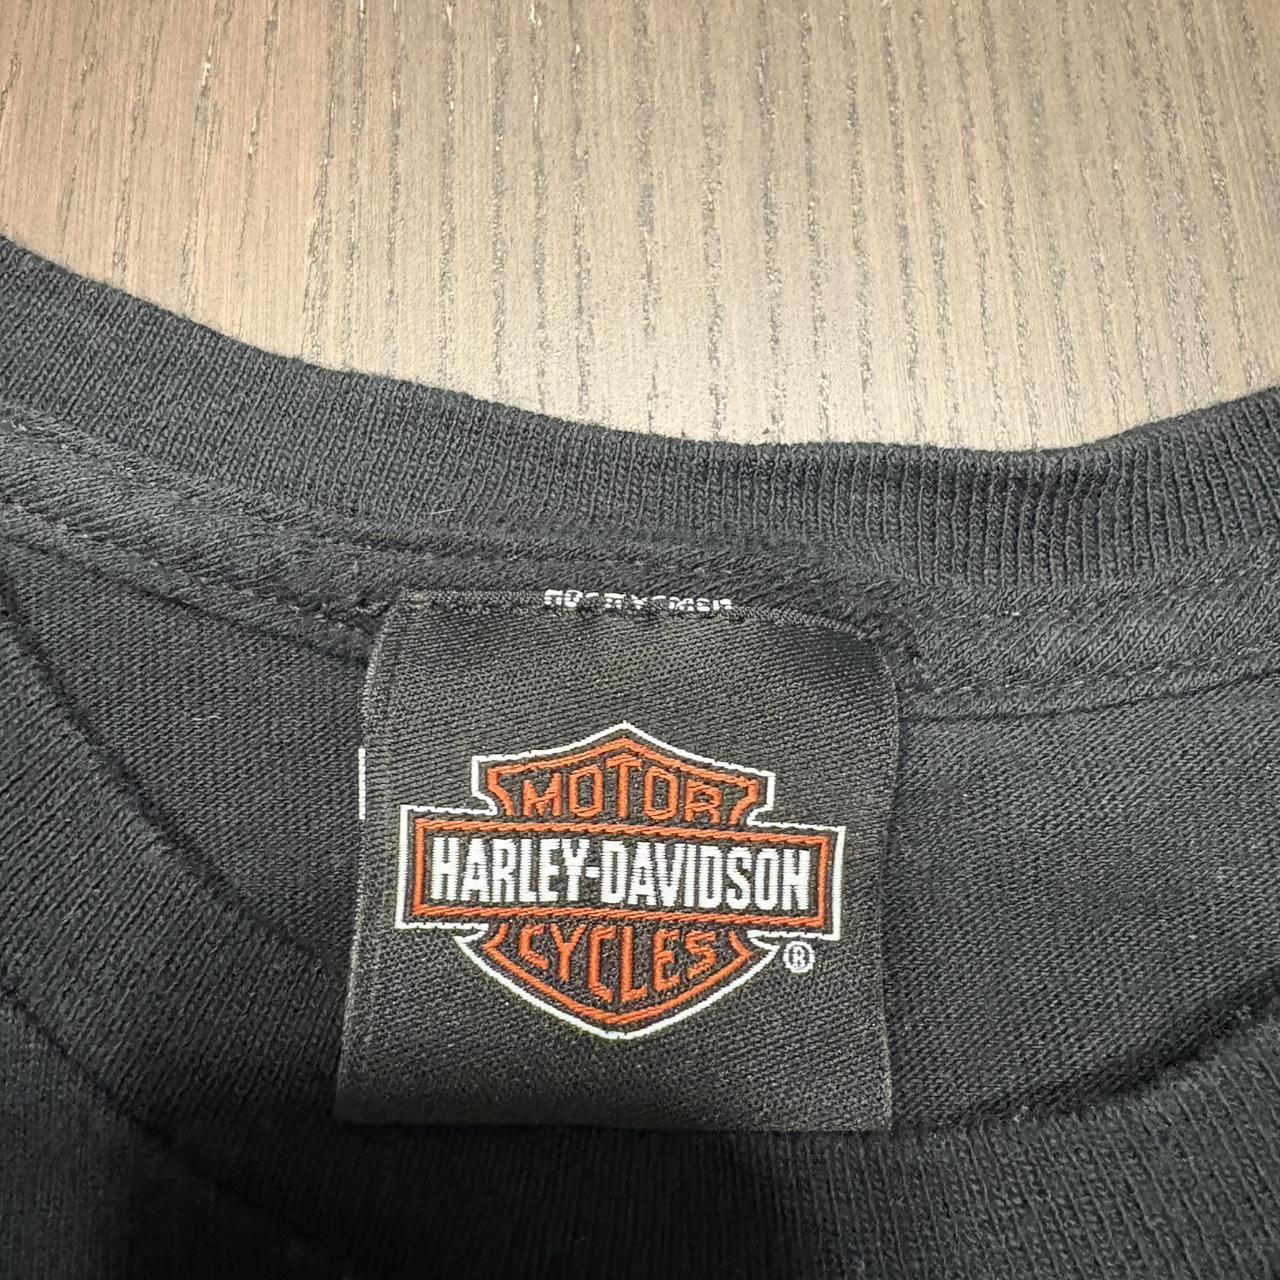 MOTOR
HARLEY-DAVIDSON
CYCLES
®